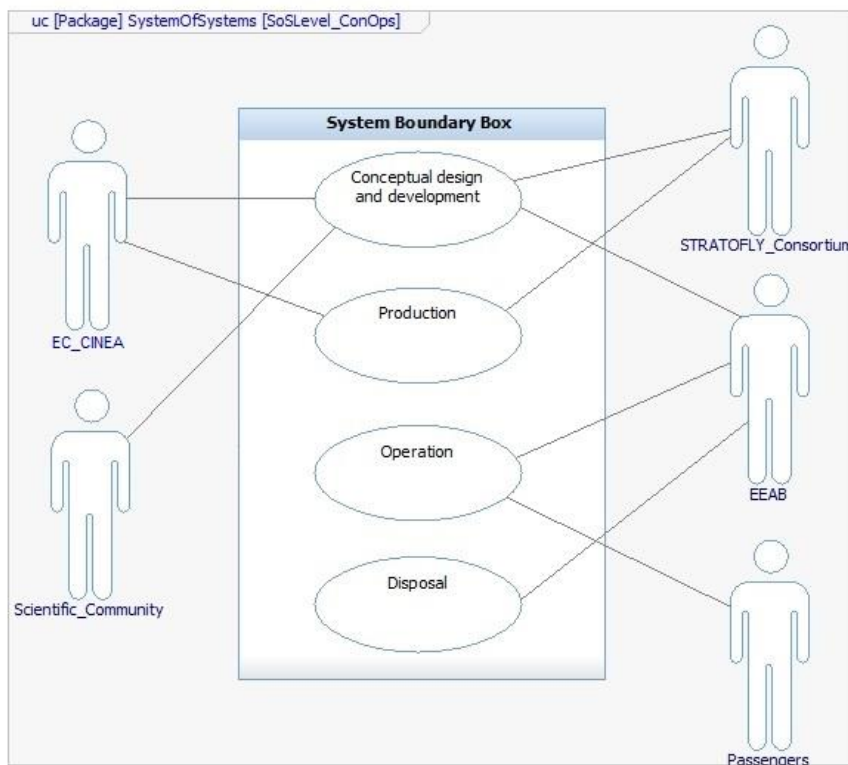 uc [Package] SystemOfSystems [SoSLevel_ConOps]
System Boundary Box
Conceptual design
and development
STRATOFLY_Consortium
Production
EC_CINEA
Operation
EEAB
Disposal
Scientific_Community
Passengers